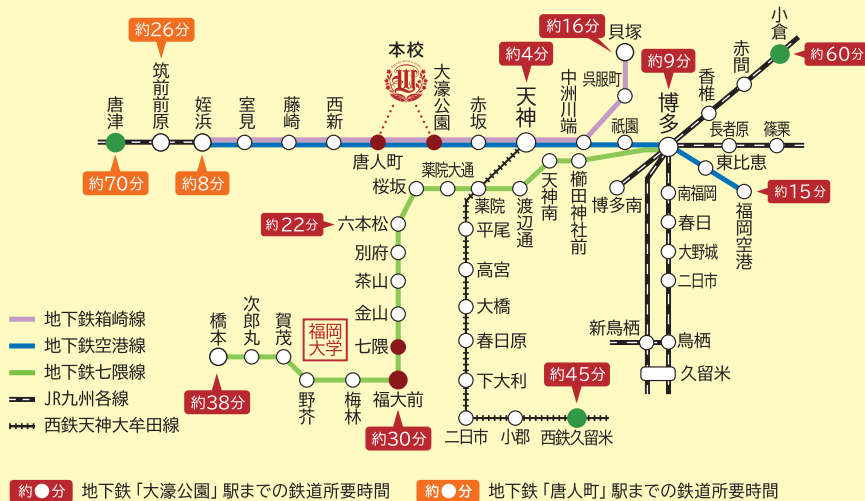 約26分
約16分
貝塚
小倉
約60分
本校
約4分
約9分
赤間
筑前前原
大濠公園
呉服町
香椎
唐津
姪浜
室見
藤崎
西新
赤坂
天神
中洲川端
祇園
博多
長者原
篠栗
唐人町
東比恵
約70分
約8分
桜坂
薬院大通
薬院
渡辺通
天神南
櫛田神社前
博多南
南福岡
福岡空港
約15分
約22分
六本松
平尾
春日
別府
高宮
大野城
茶山
二日市
大橋
金山
新鳥栖
鳥栖
橋本
次郎丸
賀茂
福岡
大学
七隈
春日原
久留米
約38分
野芥
梅林
福大前
下大利
約45分
約30分
二日市
小郡
西鉄久留米
地下鉄箱崎線
地下鉄空港線
地下鉄七隈線
JR九州各線
西鉄天神大牟田線
約●分 地下鉄「大濠公園」駅までの鉄道所要時間
約●分 地下鉄「唐人町」駅までの鉄道所要時間